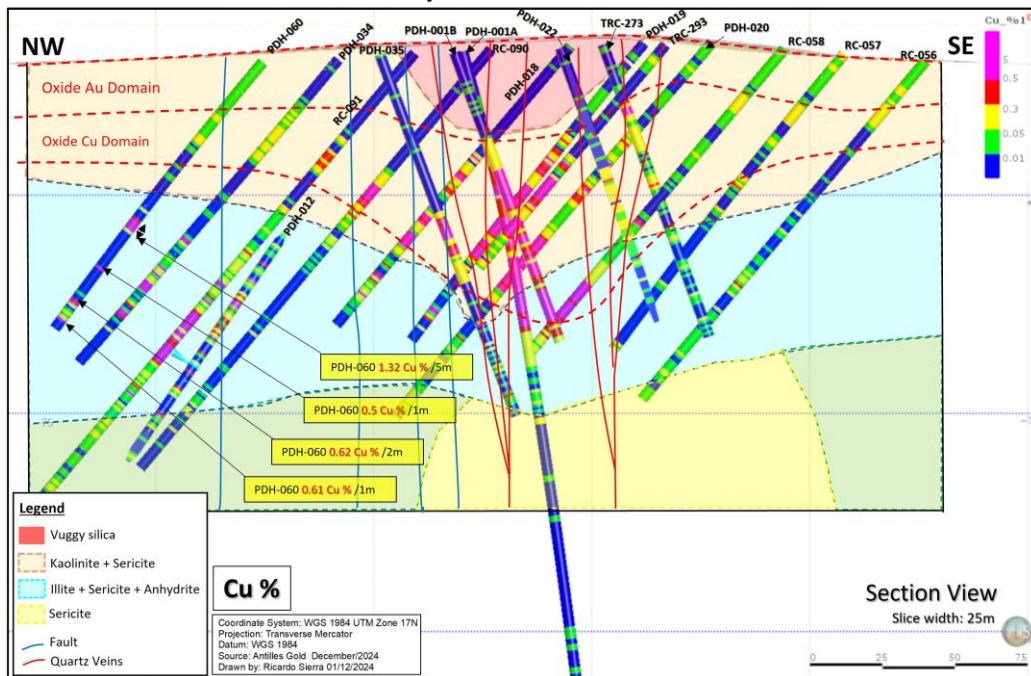 Cu_%1
NW
SE
PDH-060
PDH-034
PDH-035
PDH-001B
PDH-001A
RC-090
PDH-022
TRC-273
PDH-019
TRC-293
PDH-020
RC-058
RC-057
RC-056
PDH-018
RC-091
PDH-012
5
0.5
0.3
0.05
0.01
Oxide Au Domain
Oxide Cu Domain
PDH-060 1.32 Cu % /5m
PDH-060 0.5 Cu % /1m
PDH-060 0.62 Cu % /2m
PDH-060 0.61 Cu % /1m
Legend
Vuggy silica
Kaolinite + Sericite
Illite + Sericite + Anhydrite
Sericite
Fault
Quartz Veins
Cu %
Coordinate System: WGS 1984 UTM Zone 17N
Projection: Transverse Mercator
Datum: WGS 1984
Source: Antilles Gold December/2024
Drawn by: Ricardo Sierra 01/12/2024
Section View
Slice width: 25m
0 25 50 75